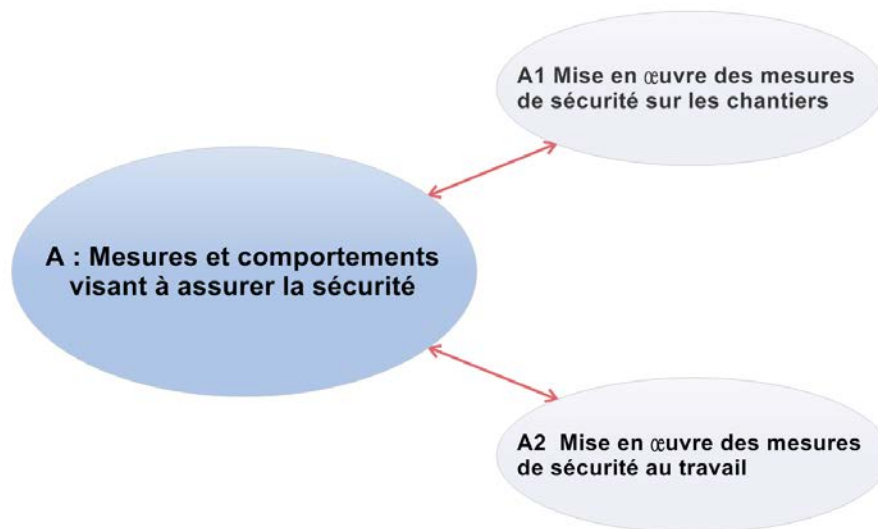 A1 Mise en œuvre des mesures
de sécurité sur les chantiers
A : Mesures et comportements
visant à assurer la sécurité
A2 Mise en œuvre des mesures
de sécurité au travail